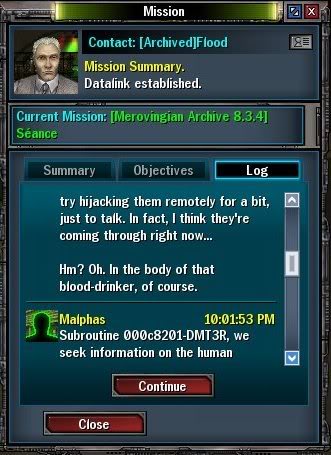 Mission
Contact: [Archived]Flood
Mission Summary.
Datalink established.
Current Mission: [Merovingian Archive 8.3.4]
Séance
Summary Objectives Log
try hijacking them remotely for a bit,
just to talk. In fact, I think they're
coming through right now...
Hm? Oh. In the body of that
blood-drinker, of course.
Malphas 10:01:53 PM
Subroutine 000c8201-DMT3R, we
seek information on the human
Continue
Close